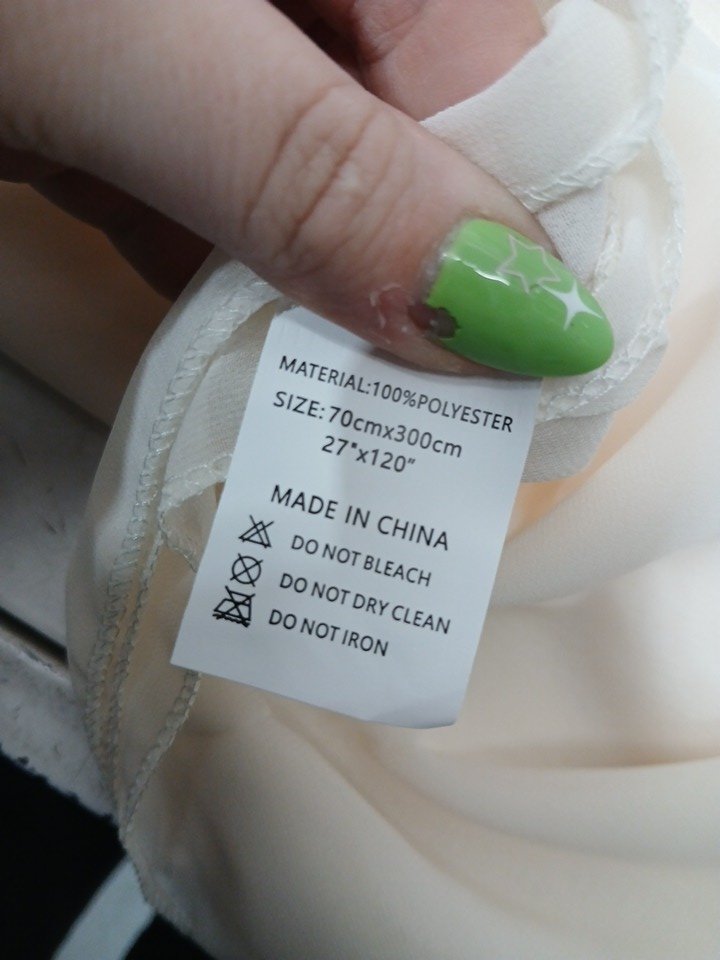 MATERIAL:100%POLYESTER
SIZE: 70cmx300cm
27"x120"
MADE IN CHINA
DO NOT BLEACH
DO NOT DRY CLEAN
DO NOT IRON